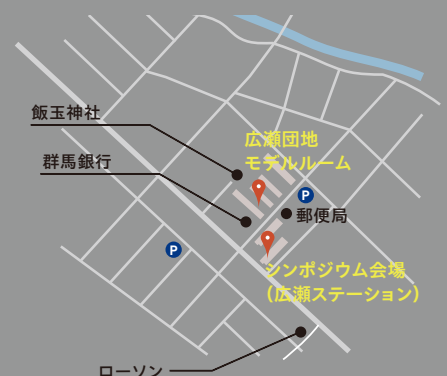 飯玉神社
広瀬団地
モデルルーム
群馬銀行
P
郵便局
P
シンポジウム会場
（広瀬ステーション）
ローソン